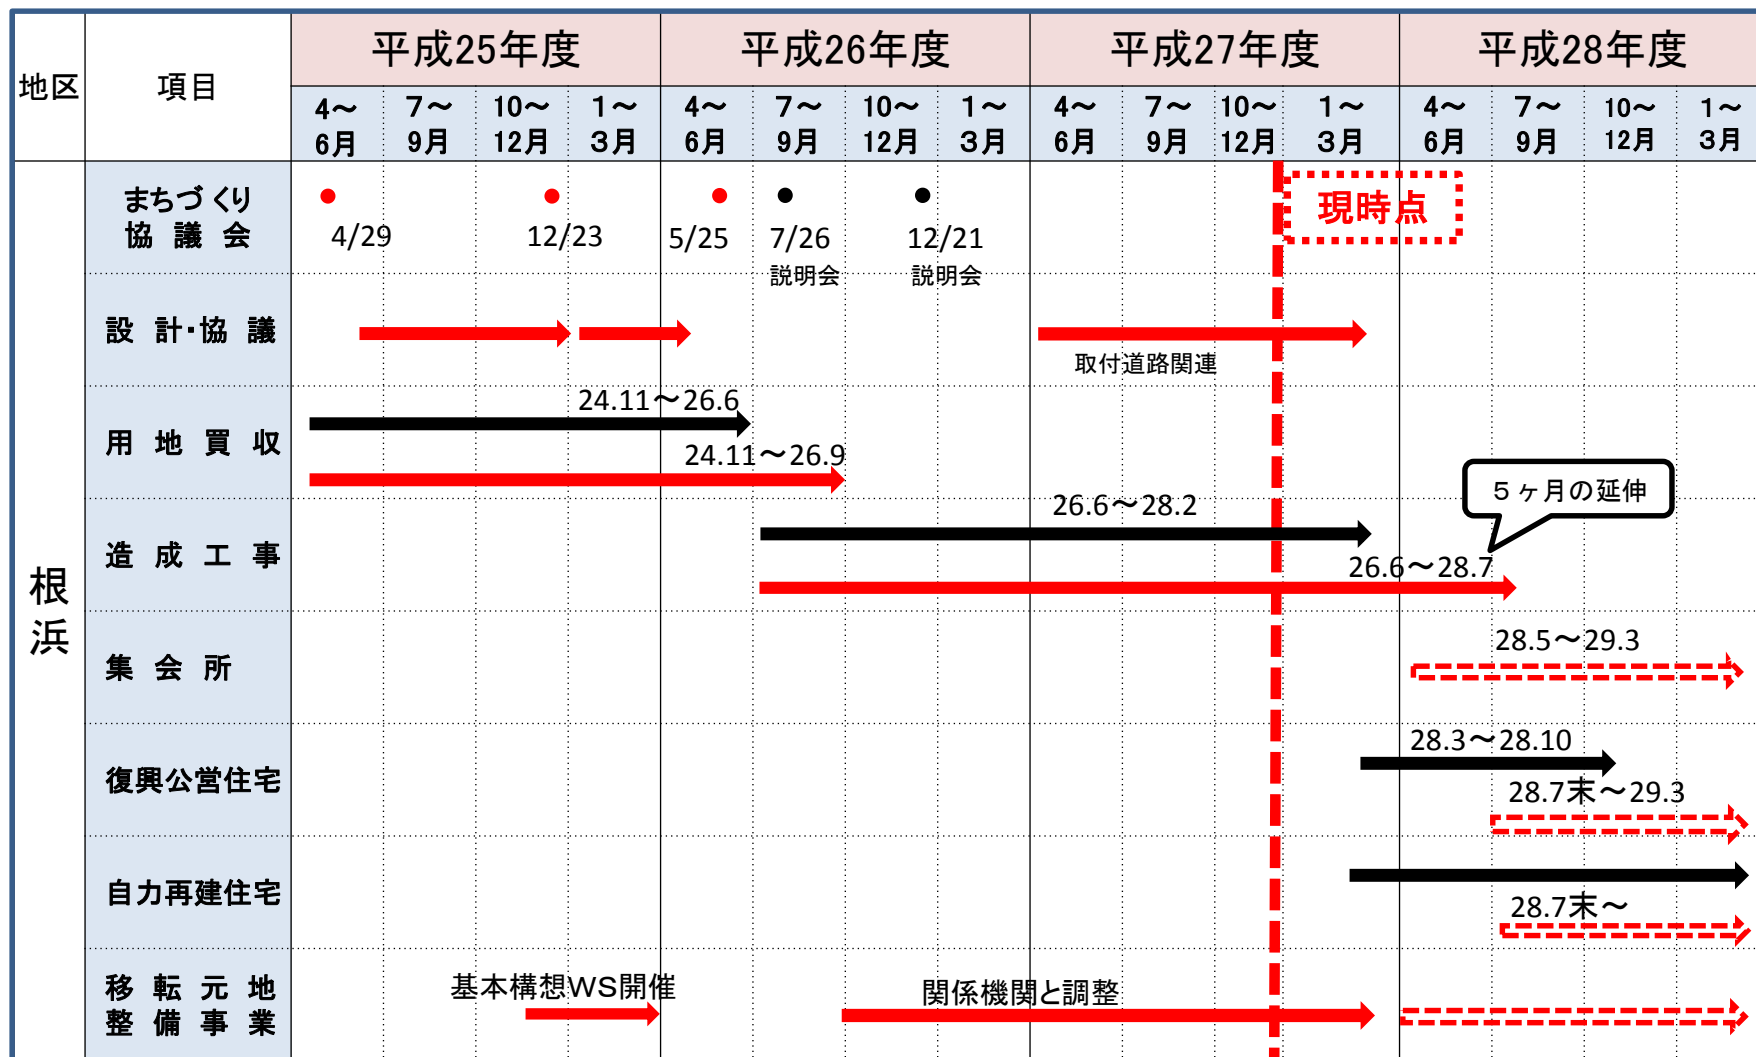 地区
項目
平成25年度
平成26年度
平成27年度
平成28年度
4～
6月
7～
9月
10～
12月
1～
3月
4～
6月
7～
9月
10～
12月
1～
3月
4～
6月
7～
9月
10～
12月
1～
3月
4～
6月
7～
9月
10～
12月
1～
3月
根浜
まちづくり
協議会
4/29
12/23
5/25
7/26
説明会
12/21
説明会
現時点
設計・協議
取付道路関連
用地買収
24.11～26.6
24.11～26.9
造成工事
26.6～28.2
26.6～28.7
5ヶ月の延伸
集会所
28.5～29.3
復興公営住宅
28.3～28.10
28.7末～29.3
自力再建住宅
28.7末～
移転元地
整備事業
基本構想WS開催
関係機関と調整